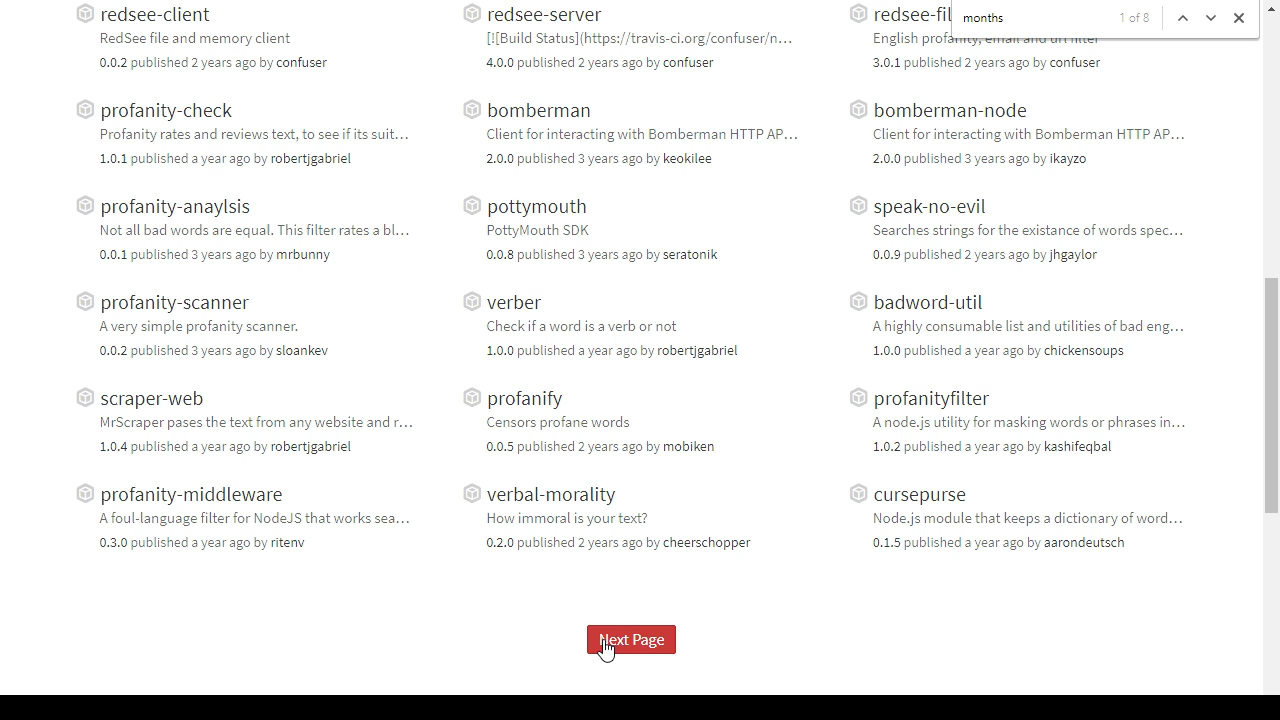 redsee-client
RedSee file and memory client
0.0.2 published 2 years ago by confuser
redsee-server
[![Build Status](https://travis-ci.org/confuser/n...
4.0.0 published 2 years ago by confuser
redsee-fil
English profanity, email and url filter
3.0.1 published 2 years ago by confuser
months
1 of 8
profanity-check
Profanity rates and reviews text, to see if its suit...
1.0.1 published a year ago by robertjgabriel
bomberman
Client for interacting with Bomberman HTTP AP...
2.0.0 published 3 years ago by keokilee
bomberman-node
Client for interacting with Bomberman HTTP AP...
2.0.0 published 3 years ago by ikayzo
profanity-anaylsis
Not all bad words are equal. This filter rates a bl...
0.0.1 published 3 years ago by mrbunny
pottymouth
PottyMouth SDK
0.0.8 published 3 years ago by seratonik
speak-no-evil
Searches strings for the existance of words spec...
0.0.9 published 2 years ago by jhgaylor
profanity-scanner
A very simple profanity scanner.
0.0.2 published 3 years ago by sloankev
verber
Check if a word is a verb or not
1.0.0 published a year ago by robertjgabriel
badword-util
A highly consumable list and utilities of bad eng...
1.0.0 published a year ago by chickensoups
scraper-web
MrScraper pases the text from any website and r...
1.0.4 published a year ago by robertjgabriel
profanify
Censors profane words
0.0.5 published 2 years ago by mobiken
profanityfilter
A node.js utility for masking words or phrases in...
1.0.2 published a year ago by kashifeqbal
profanity-middleware
A foul-language filter for NodeJS that works sea...
0.3.0 published a year ago by ritenv
verbal-morality
How immoral is your text?
0.2.0 published 2 years ago by cheerschopper
cursepurse
Node.js module that keeps a dictionary of word...
0.1.5 published a year ago by aarondeutsch
Next Page